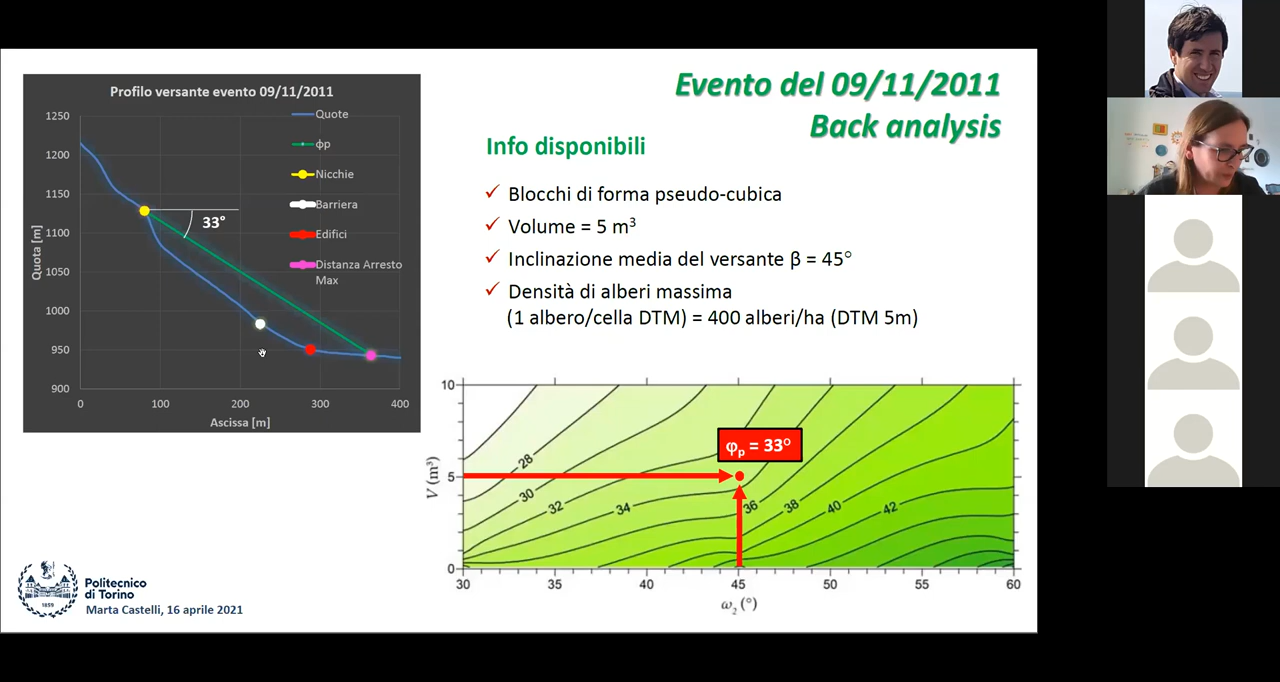 Evento del 09/11/2011
Back analysis
Profilo versante evento 09/11/2011
1250
1200
1150
1100
1050
1000
950
900
0
100
200
300
400
Quota [m]
Ascissa [m]
33°
Quote
ϕp
Nicchie
Barriera
Edifici
Distanza Arresto
Max
Info disponibili
Blocchi di forma pseudo-cubica
Volume = 5 m³
Inclinazione media del versante β = 45°
Densità di alberi massima
(1 albero/cella DTM) = 400 alberi/ha (DTM 5m)
10
5
0
V (m³)
φp = 33°
28
30
32
34
36
38
40
42
30
35
40
45
50
55
60
ω₂ (°)
1859
Politecnico
di Torino
Marta Castelli, 16 aprile 2021